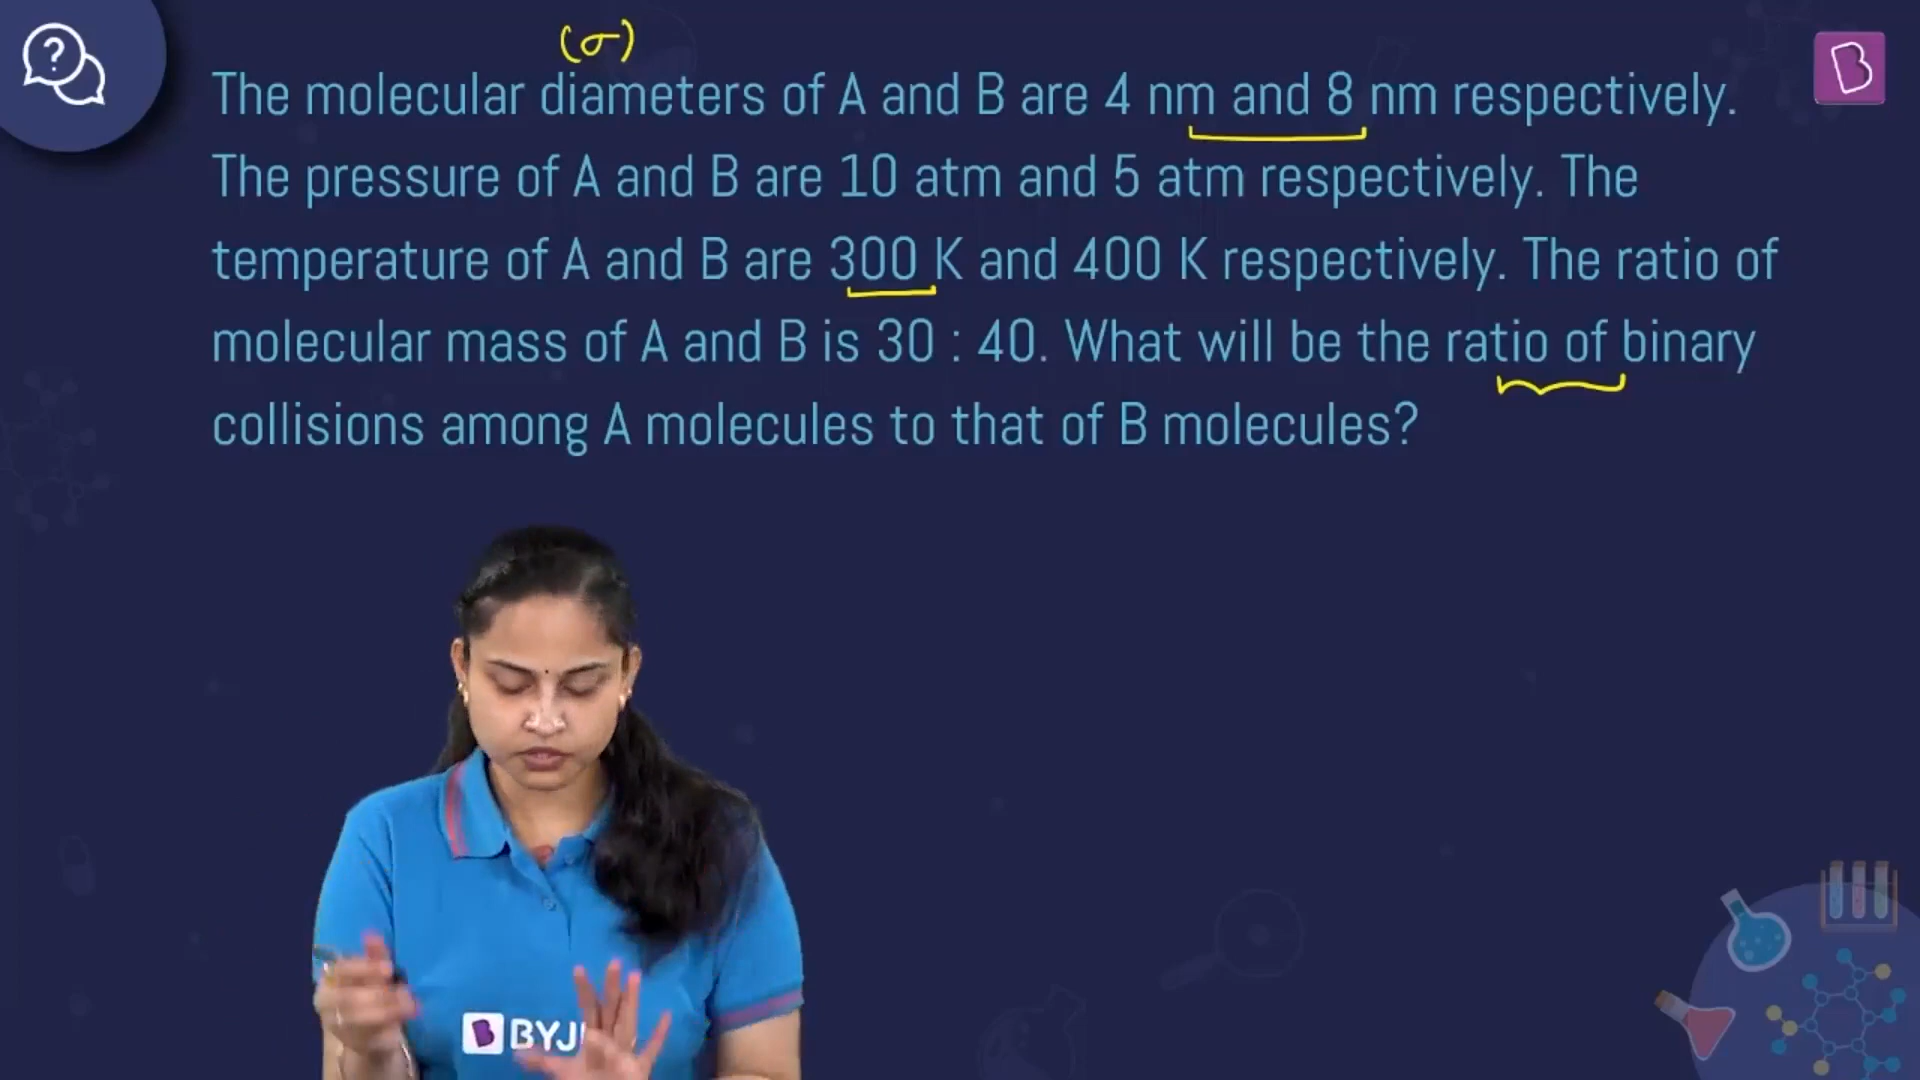 (σ)
The molecular diameters of A and B are 4 nm and 8 nm respectively.
The pressure of A and B are 10 atm and 5 atm respectively. The
temperature of A and B are 300 K and 400 K respectively. The ratio of
molecular mass of A and B is 30 : 40. What will be the ratio of binary
collisions among A molecules to that of B molecules?